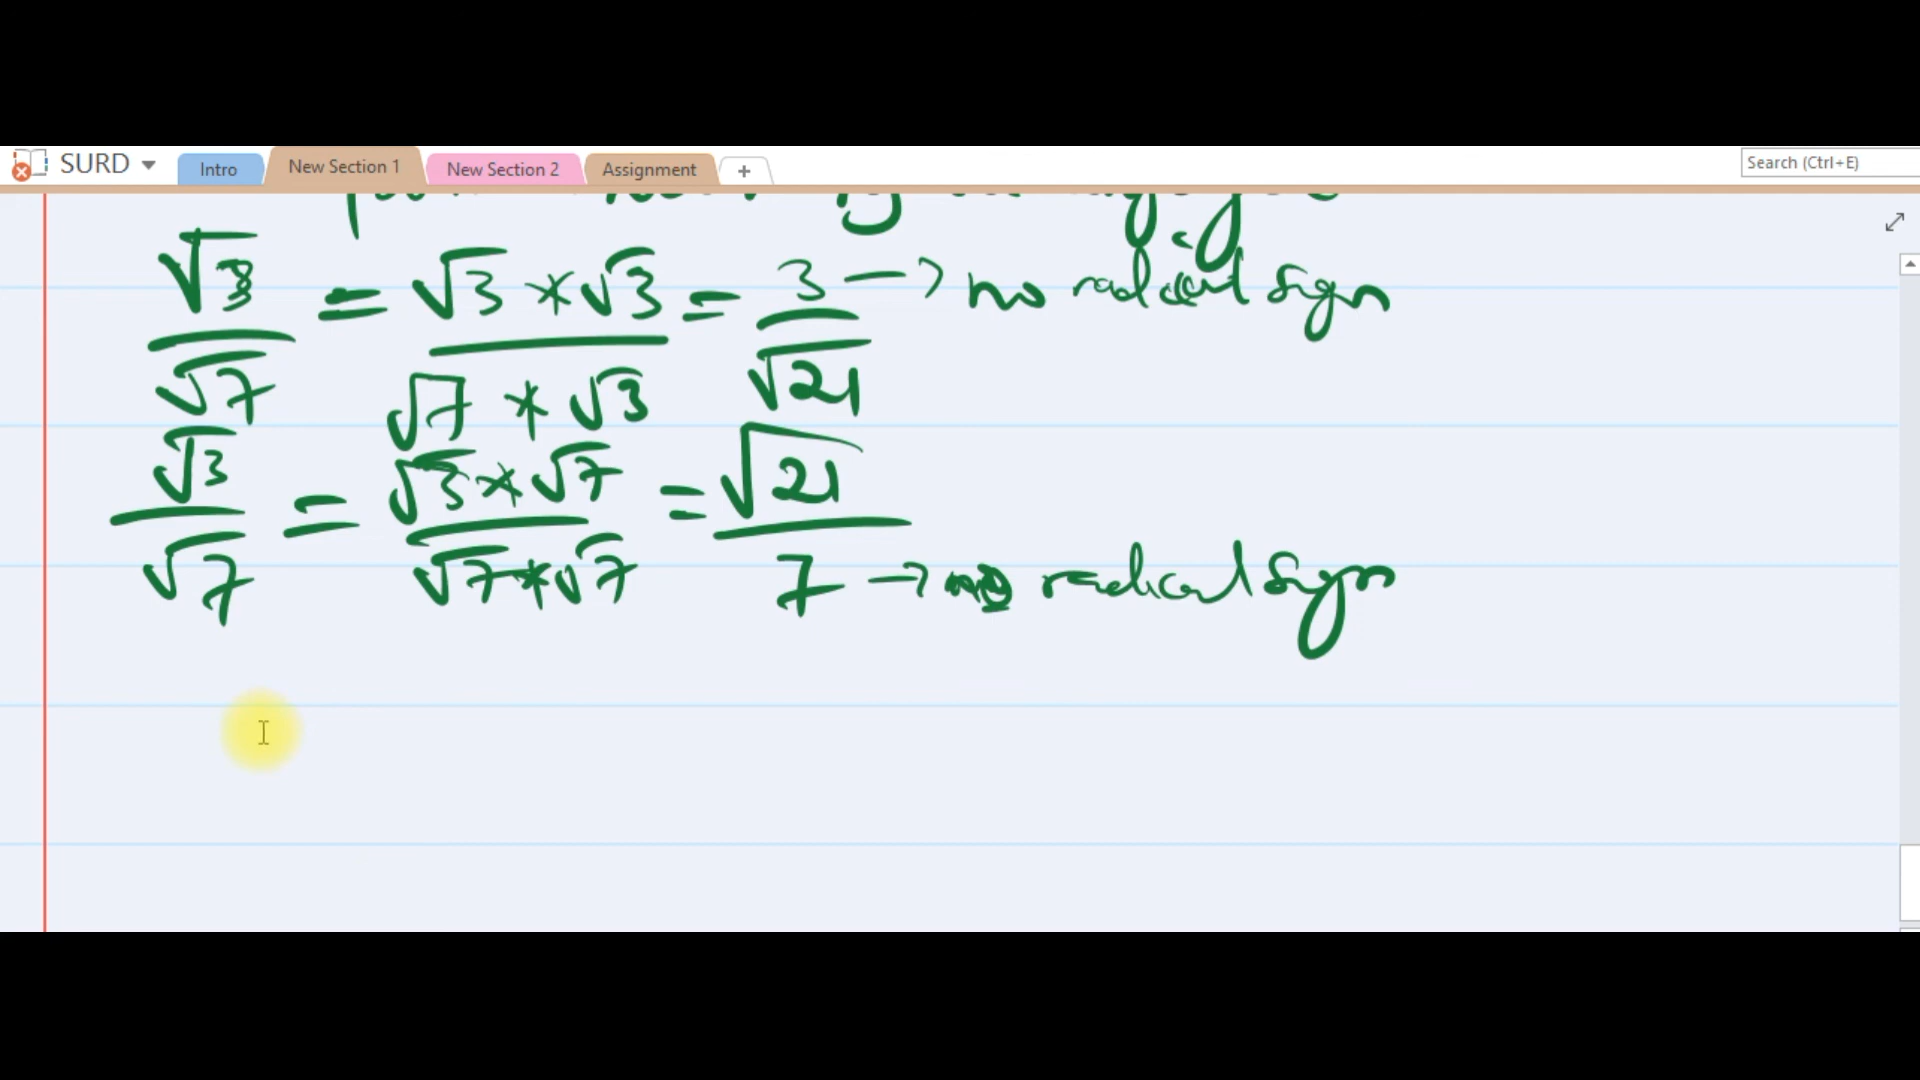 SURD Intro New Section 1 New Section 2 Assignment + Search (Ctrl+E)
√3/√7 = √3 * √3/√7 * √3 = 3/√21 → no radical sign
√3/√7 = √3 * √7/√7 * √7 = √21/7 → no radical sign